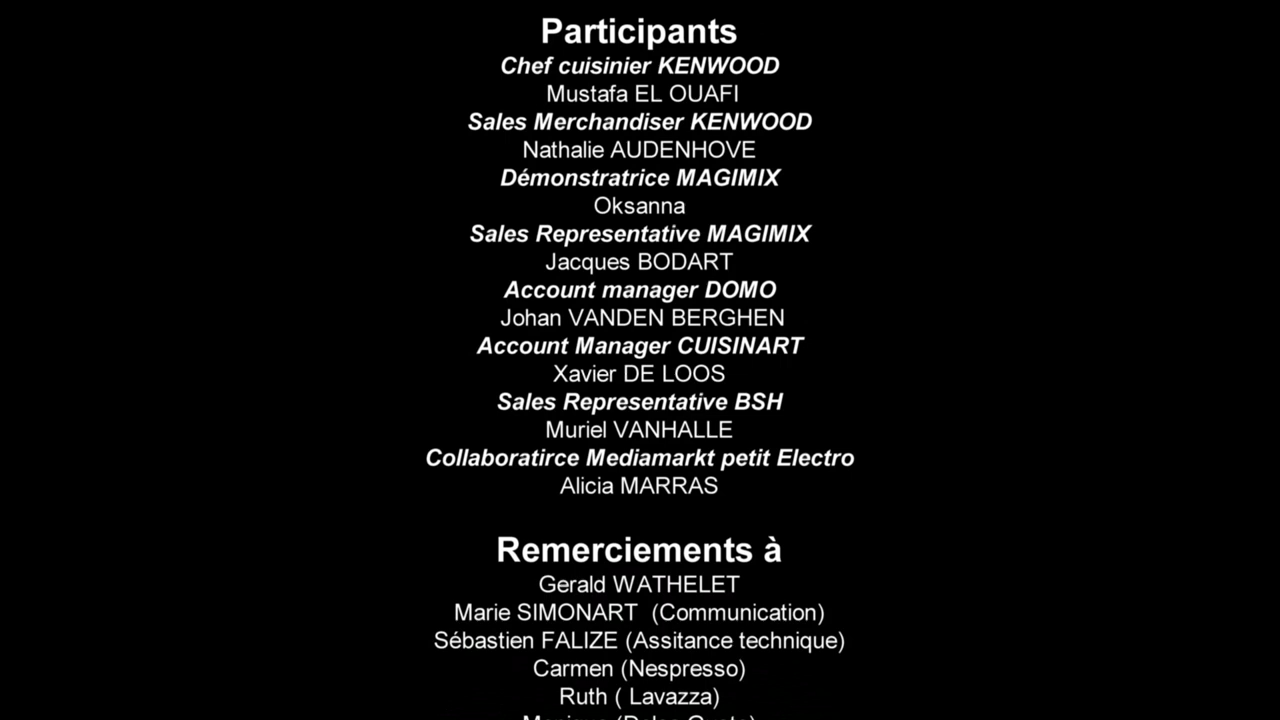 Participants
Chef cuisinier KENWOOD
Mustafa EL OUAFI
Sales Merchandiser KENWOOD
Nathalie AUDENHOVE
Démonstratrice MAGIMIX
Oksanna
Sales Representative MAGIMIX
Jacques BODART
Account manager DOMO
Johan VANDEN BERGHEN
Account Manager CUISINART
Xavier DE LOOS
Sales Representative BSH
Muriel VANHALLE
Collaboratirce Mediamarkt petit Electro
Alicia MARRAS
Remerciements à
Gerald WATHELET
Marie SIMONART (Communication)
Sébastien FALIZE (Assitance technique)
Carmen (Nespresso)
Ruth ( Lavazza)